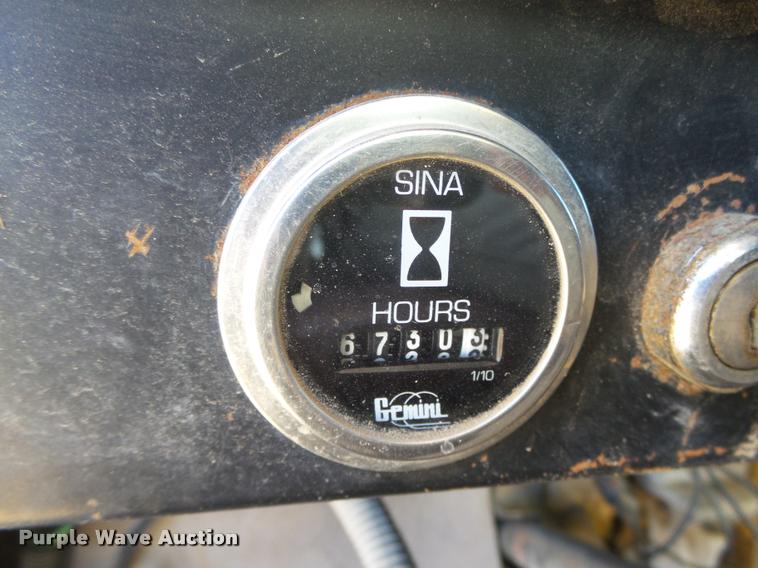 SINA
HOURS
6730
1/10
Gemini
Purple Wave Auction